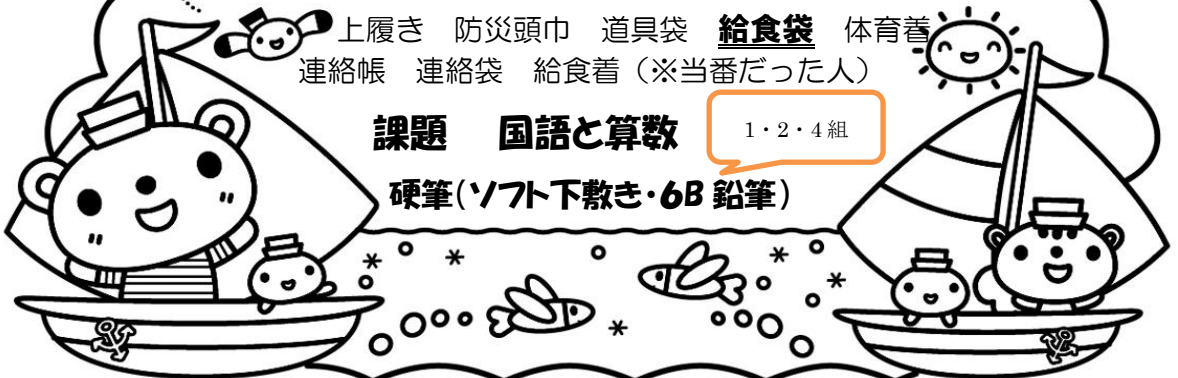 上履き 防災頭巾 道具袋 給食袋 体育着
連絡帳 連絡袋 給食着（※当番だった人）
課題 国語と算数
1・2・4組
硬筆(ソフト下敷き・6B 鉛筆)